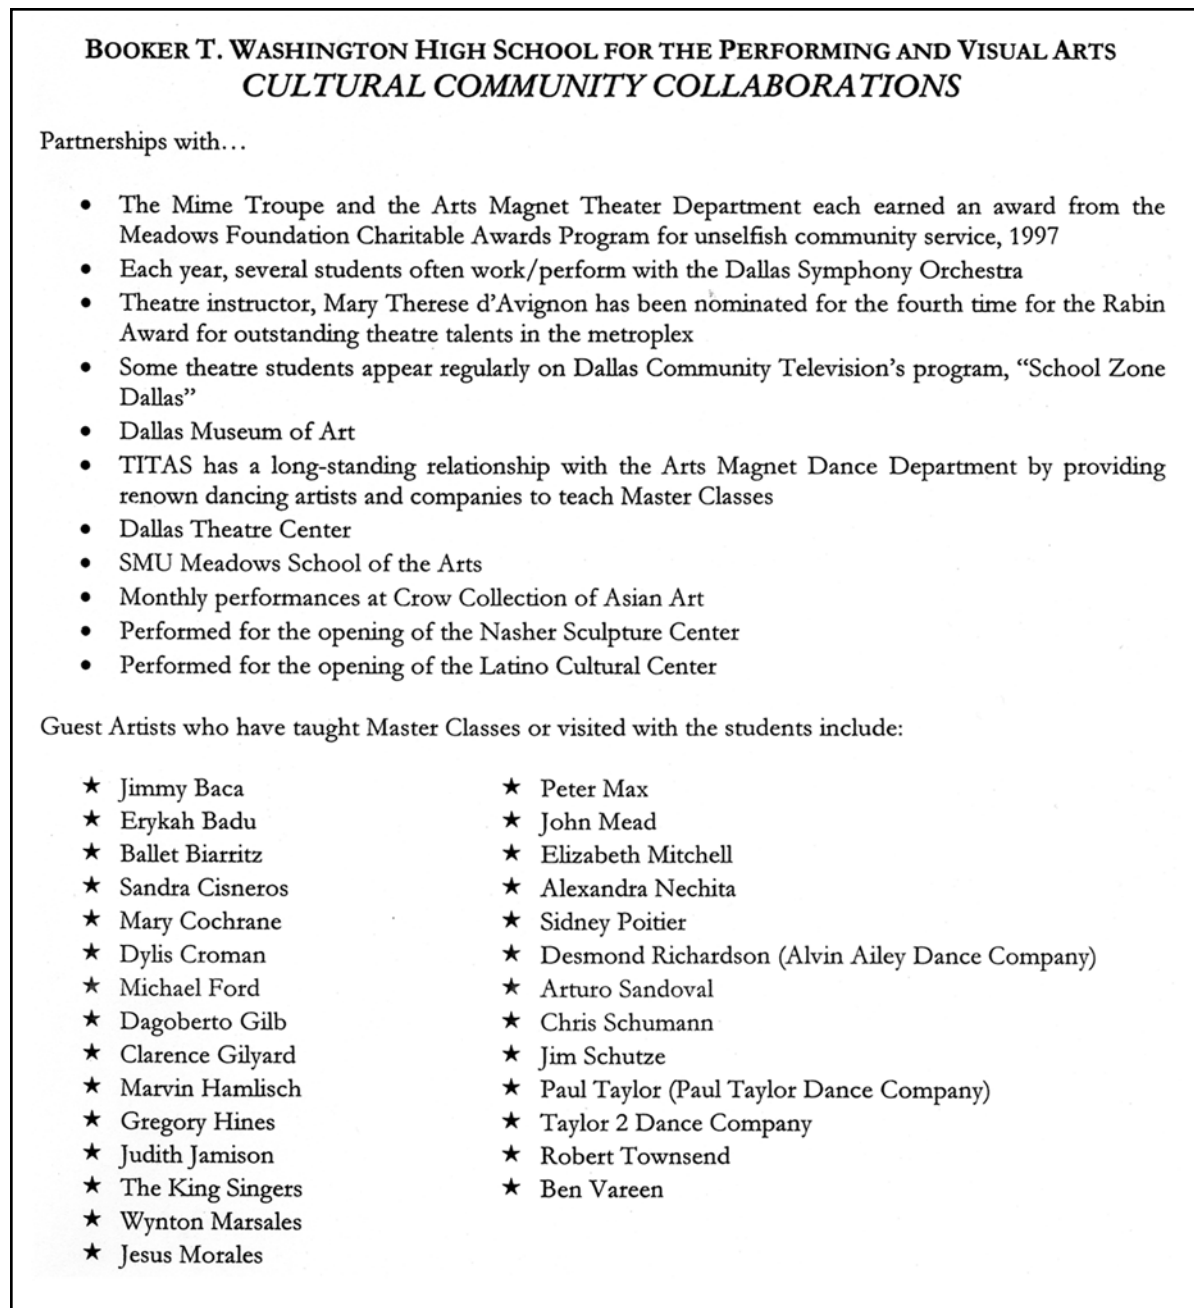 BOOKER T. WASHINGTON HIGH SCHOOL FOR THE PERFORMING AND VISUAL ARTS
CULTURAL COMMUNITY COLLABORATIONS
Partnerships with…
• The Mime Troupe and the Arts Magnet Theater Department each earned an award from the
Meadows Foundation Charitable Awards Program for unselfish community service, 1997
• Each year, several students often work/perform with the Dallas Symphony Orchestra
• Theatre instructor, Mary Therese d’Avignon has been nominated for the fourth time for the Rabin
Award for outstanding theatre talents in the metroplex
• Some theatre students appear regularly on Dallas Community Television’s program, “School Zone
Dallas”
• Dallas Museum of Art
• TITAS has a long-standing relationship with the Arts Magnet Dance Department by providing
renown dancing artists and companies to teach Master Classes
• Dallas Theatre Center
• SMU Meadows School of the Arts
• Monthly performances at Crow Collection of Asian Art
• Performed for the opening of the Nasher Sculpture Center
• Performed for the opening of the Latino Cultural Center
Guest Artists who have taught Master Classes or visited with the students include:
★ Jimmy Baca
★ Erykah Badu
★ Ballet Biarritz
★ Sandra Cisneros
★ Mary Cochrane
★ Dylis Croman
★ Michael Ford
★ Dagoberto Gilb
★ Clarence Gilyard
★ Marvin Hamlisch
★ Gregory Hines
★ Judith Jamison
★ The King Singers
★ Wynton Marsales
★ Jesus Morales
★ Peter Max
★ John Mead
★ Elizabeth Mitchell
★ Alexandra Nechita
★ Sidney Poitier
★ Desmond Richardson (Alvin Ailey Dance Company)
★ Arturo Sandoval
★ Chris Schumann
★ Jim Schutze
★ Paul Taylor (Paul Taylor Dance Company)
★ Taylor 2 Dance Company
★ Robert Townsend
★ Ben Vareen